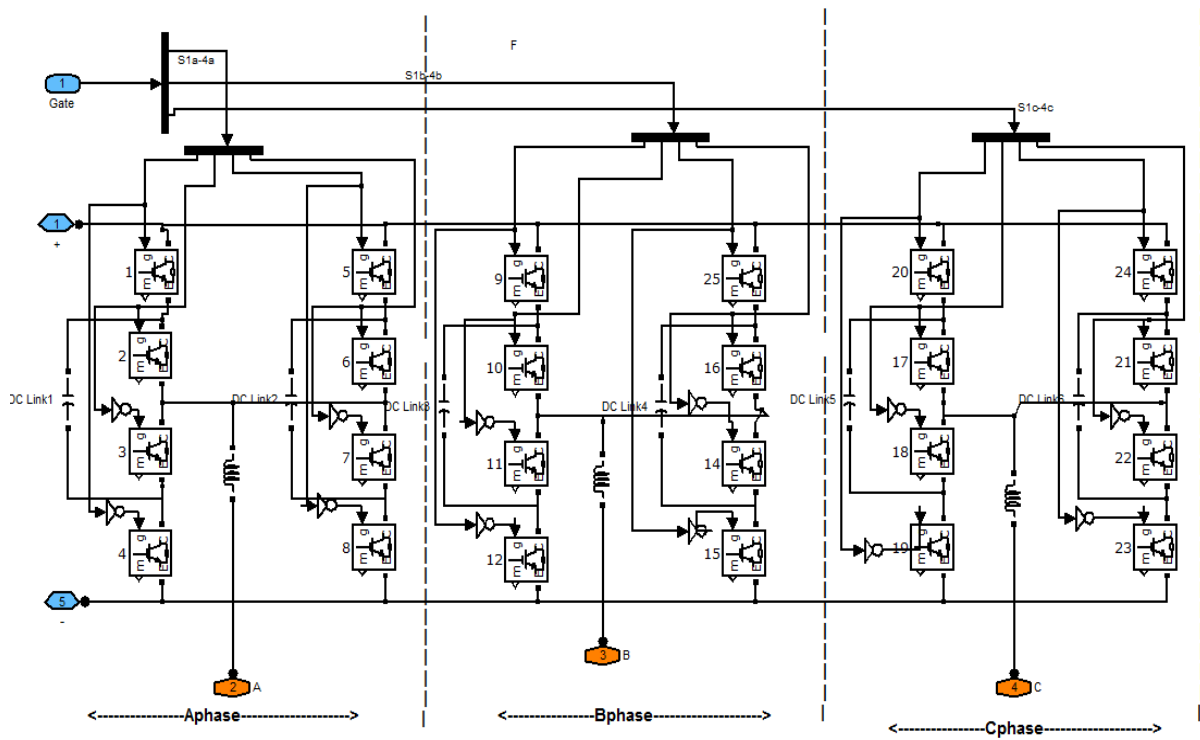 F
S1a-4a
S1b-4b
1
Gate
S1c-4c
1
+
g C m E
1
g C m E
5
g C m E
9
g C m E
25
g C m E
20
g C m E
24
g C m E
2
g C m E
6
g C m E
10
g C m E
16
g C m E
17
g C m E
21
DC Link1
DC Link2
DC Link3
DC Link4
DC Link5
DC Link6
g C m E
3
g C m E
7
g C m E
11
g C m E
14
g C m E
18
g C m E
22
g C m E
4
g C m E
8
g C m E
12
g C m E
15
g C m E
19
g C m E
23
5
-
3 B
2 A
4 C
<----------------Aphase-------------------->
<----------------Bphase-------------------->
<----------------Cphase-------------------->